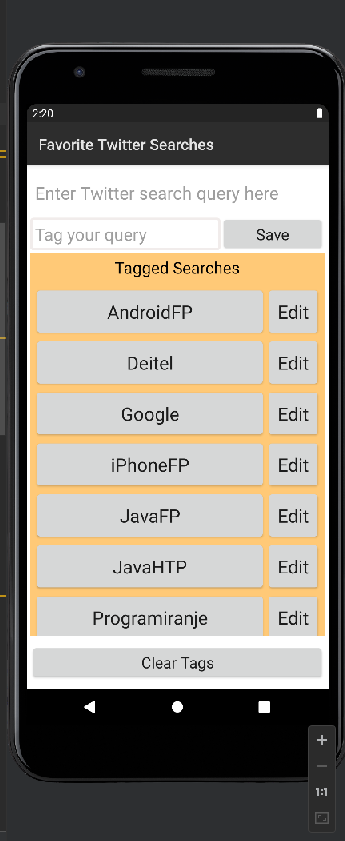 1:20
Favorite Twitter Searches
Enter Twitter search query here
Tag your query Save
Tagged Searches
AndroidFP Edit
Deitel Edit
Google Edit
iPhoneFP Edit
JavaFP Edit
JavaHTP Edit
Programiranje Edit
Clear Tags
1:1